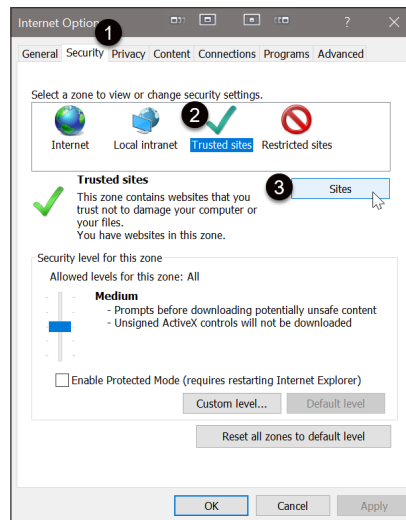 Internet Options
?
1
General Security Privacy Content Connections Programs Advanced
Select a zone to view or change security settings.
2
Internet Local intranet Trusted sites Restricted sites
Trusted sites
3
Sites
This zone contains websites that you
trust not to damage your computer or
your files.
You have websites in this zone.
Security level for this zone
Allowed levels for this zone: All
Medium
- Prompts before downloading potentially unsafe content
- Unsigned ActiveX controls will not be downloaded
Enable Protected Mode (requires restarting Internet Explorer)
Custom level... Default level
Reset all zones to default level
OK Cancel Apply